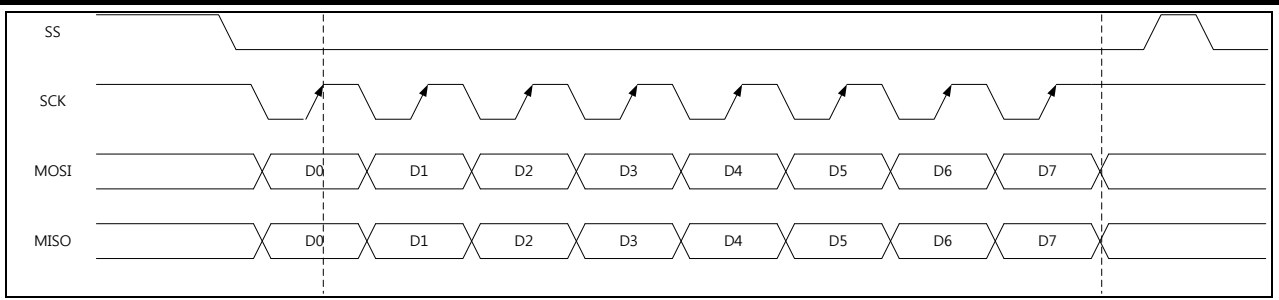 SS
SCK
MOSI D0 D1 D2 D3 D4 D5 D6 D7
MISO D0 D1 D2 D3 D4 D5 D6 D7